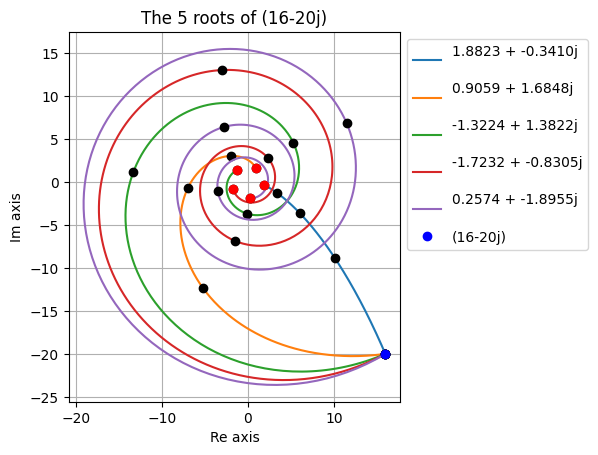 The 5 roots of (16-20j)
1.8823 + -0.3410j
0.9059 + 1.6848j
-1.3224 + 1.3822j
-1.7232 + -0.8305j
0.2574 + -1.8955j
(16-20j)
Im axis
15
10
5
0
−5
−10
−15
−20
−25
−20
−10
0
10
Re axis